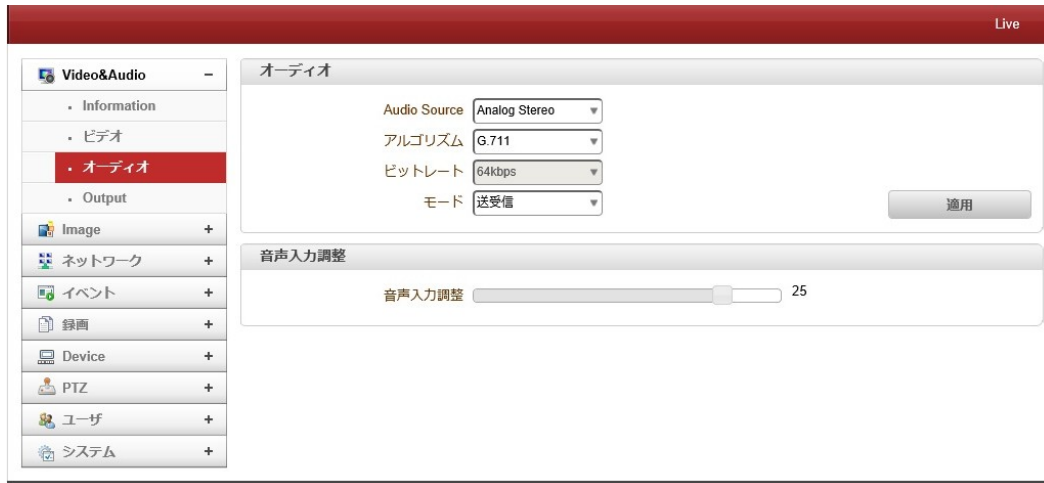 Live
Video&Audio −
Information
ビデオ
オーディオ
Output
Image +
ネットワーク +
イベント +
録画 +
Device +
PTZ +
ユーザ +
システム +
オーディオ
Audio Source Analog Stereo
アルゴリズム G.711
ビットレート 64kbps
モード 送受信
適用
音声入力調整
音声入力調整 25